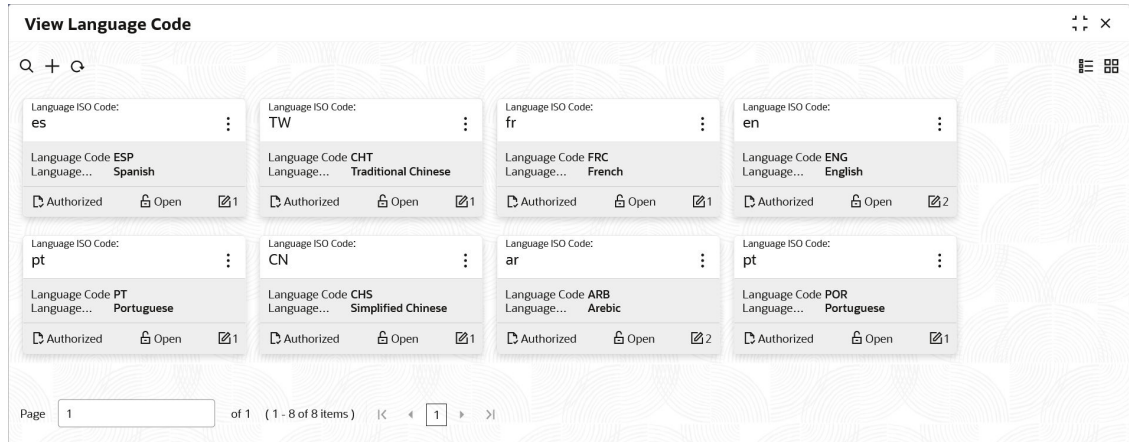 View Language Code
Language ISO Code: Language ISO Code: Language ISO Code: Language ISO Code:
es TW fr en
Language Code ESP Language Code CHT Language Code FRC Language Code ENG
Language... Spanish Language... Traditional Chinese Language... French Language... English
Authorized Open 1 Authorized Open 1 Authorized Open 1 Authorized Open 2
Language ISO Code: Language ISO Code: Language ISO Code: Language ISO Code:
pt CN ar pt
Language Code PT Language Code CHS Language Code ARB Language Code POR
Language... Portuguese Language... Simplified Chinese Language... Arebic Language... Portuguese
Authorized Open 1 Authorized Open 1 Authorized Open 2 Authorized Open 1
Page 1 of 1 ( 1 - 8 of 8 items ) 1